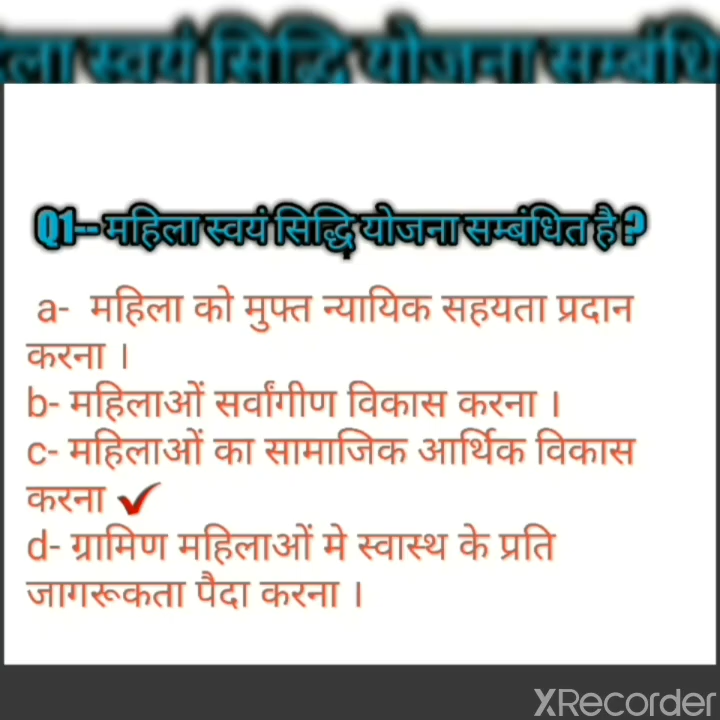 ला स्वयं सिद्धि योजना सम्बंधि
Q1-- महिला स्वयं सिद्धि योजना सम्बंधित है ?
a- महिला को मुफ्त न्यायिक सहयता प्रदान
करना ।
b- महिलाओं सर्वांगीण विकास करना ।
c- महिलाओं का सामाजिक आर्थिक विकास
करना ✔
d- ग्रामिण महिलाओं मे स्वास्थ के प्रति
जागरूकता पैदा करना ।
XRecorder